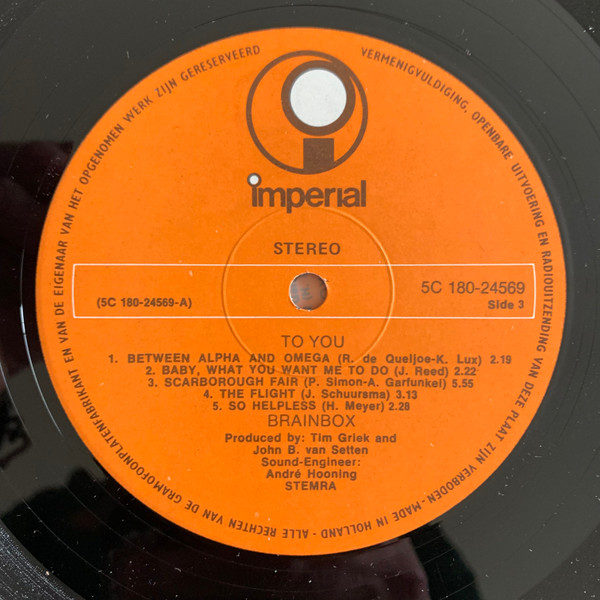 ALLE RECHTEN VAN DE GRAMOFOONPLATENFABRIKANT EN VAN DE EIGENAAR VAN HET OPGENOMEN WERK ZIJN GERESERVEERD
VERMENIGVULDIGING, OPENBARE UITVOERING EN RADIOUITZENDING VAN DEZE PLAAT ZIJN VERBODEN - MADE IN HOLLAND -
imperial
STEREO
(5C 180-24569-A)
5C 180-24569
Side 3
TO YOU
1. BETWEEN ALPHA AND OMEGA (R. de Queljoe-K. Lux) 2.19
2. BABY, WHAT YOU WANT ME TO DO (J. Reed) 2.22
3. SCARBOROUGH FAIR (P. Simon-A. Garfunkel) 5.55
4. THE FLIGHT (J. Schuursma) 3.13
5. SO HELPLESS (H. Meyer) 2.28
BRAINBOX
Produced by: Tim Griek and
John B. van Setten
Sound-Engineer:
André Hooning
STEMRA